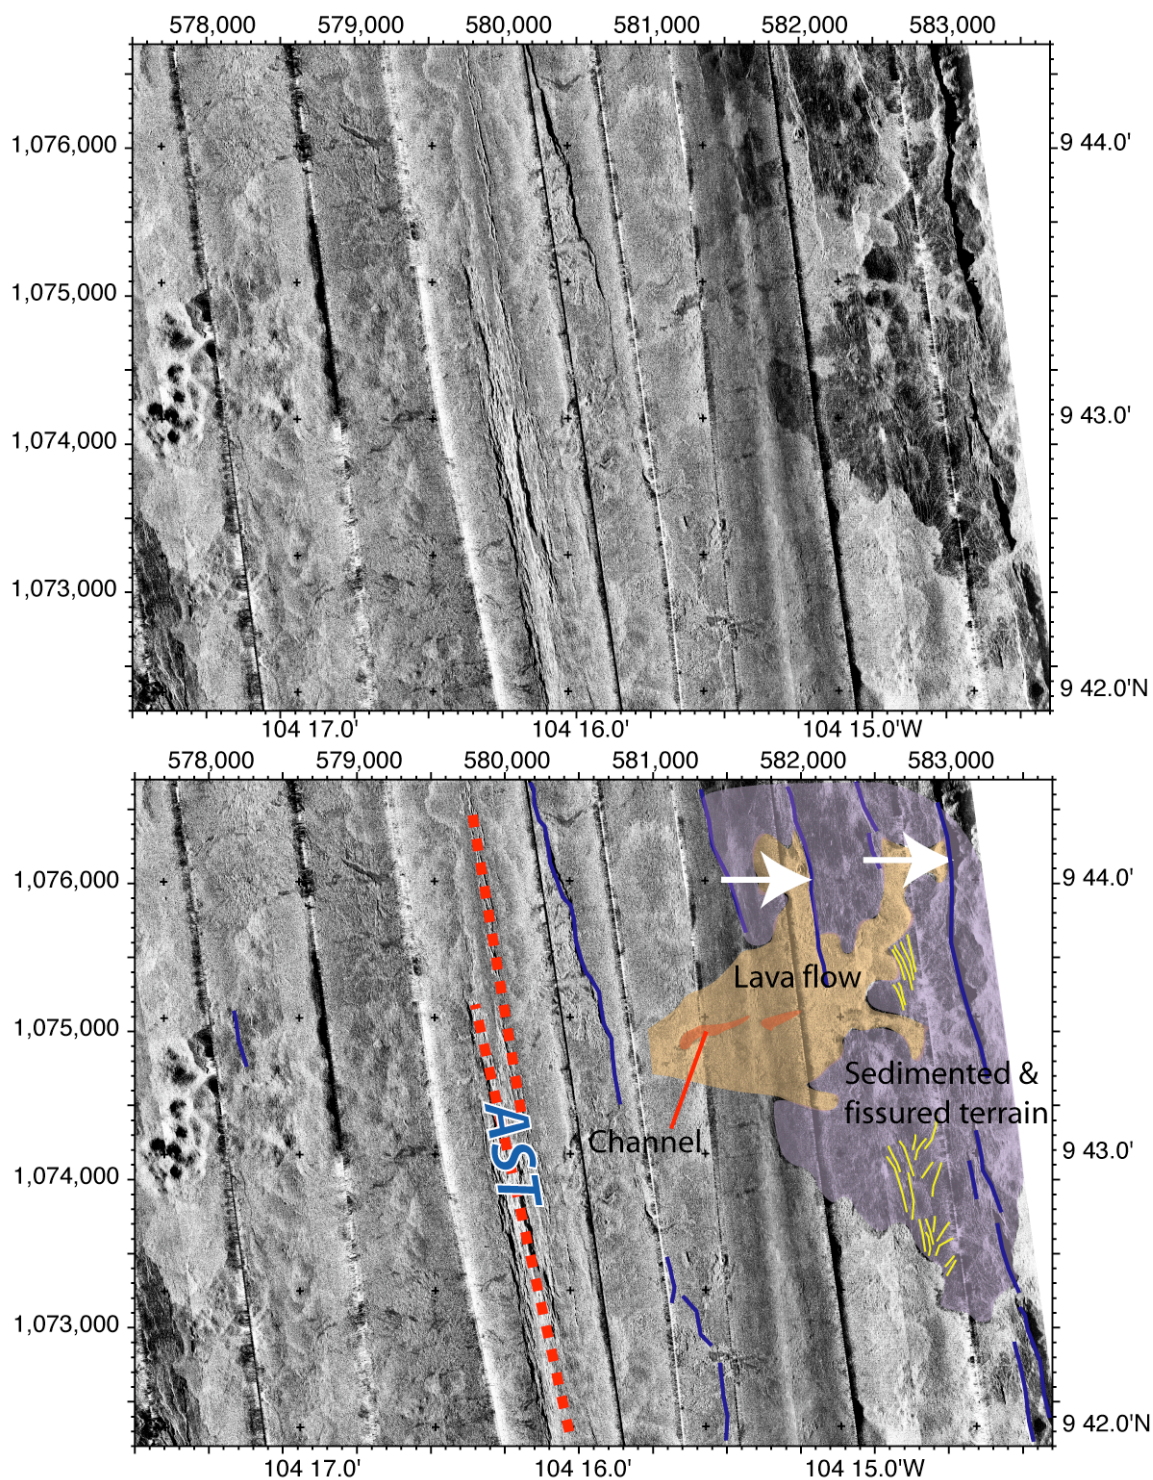 578,000 579,000 580,000 581,000 582,000 583,000
1,076,000 9 44.0'
1,075,000
1,074,000 9 43.0'
1,073,000
9 42.0'N
104 17.0' 104 16.0' 104 15.0'W
578,000 579,000 580,000 581,000 582,000 583,000
1,076,000 9 44.0'
Lava flow
1,075,000
Sedimented &
fissured terrain
AST
Channel
9 43.0'
1,074,000
1,073,000
9 42.0'N
104 17.0' 104 16.0' 104 15.0'W